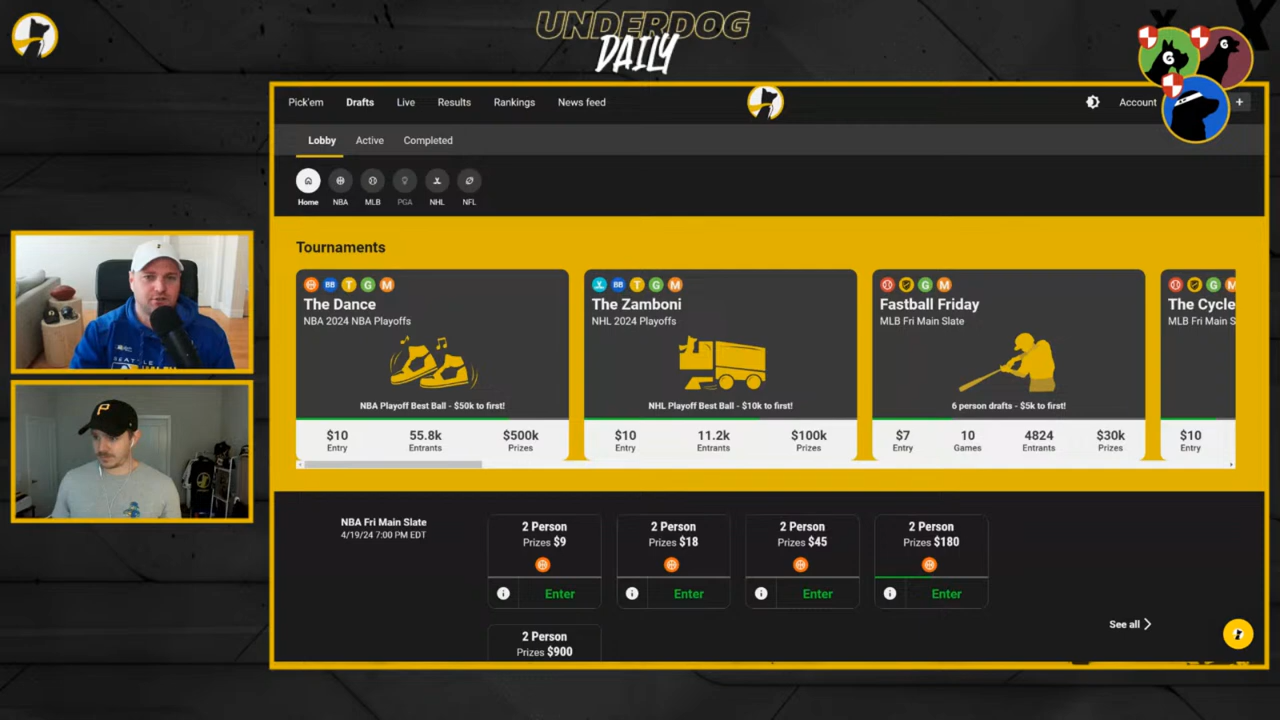 UNDERDOG
DAILY
G
G
Pick'em
Drafts
Live
Results
Rankings
News feed
Account
+
Lobby
Active
Completed
Home
NBA
MLB
PGA
NHL
NFL
Tournaments
BB T G M
The Dance
NBA 2024 NBA Playoffs
NBA Playoff Best Ball - $50k to first!
$10
Entry
55.8k
Entrants
$500k
Prizes
BB T G M
The Zamboni
NHL 2024 Playoffs
NHL Playoff Best Ball - $10k to first!
$10
Entry
11.2k
Entrants
$100k
Prizes
G M
Fastball Friday
MLB Fri Main Slate
6 person drafts - $5k to first!
$7
Entry
10
Games
4824
Entrants
$30k
Prizes
G M
The Cycle
MLB Fri Main S
$10
Entry
NBA Fri Main Slate
4/19/24 7:00 PM EDT
2 Person
Prizes $9
Enter
2 Person
Prizes $18
Enter
2 Person
Prizes $45
Enter
2 Person
Prizes $180
Enter
2 Person
Prizes $900
See all
P